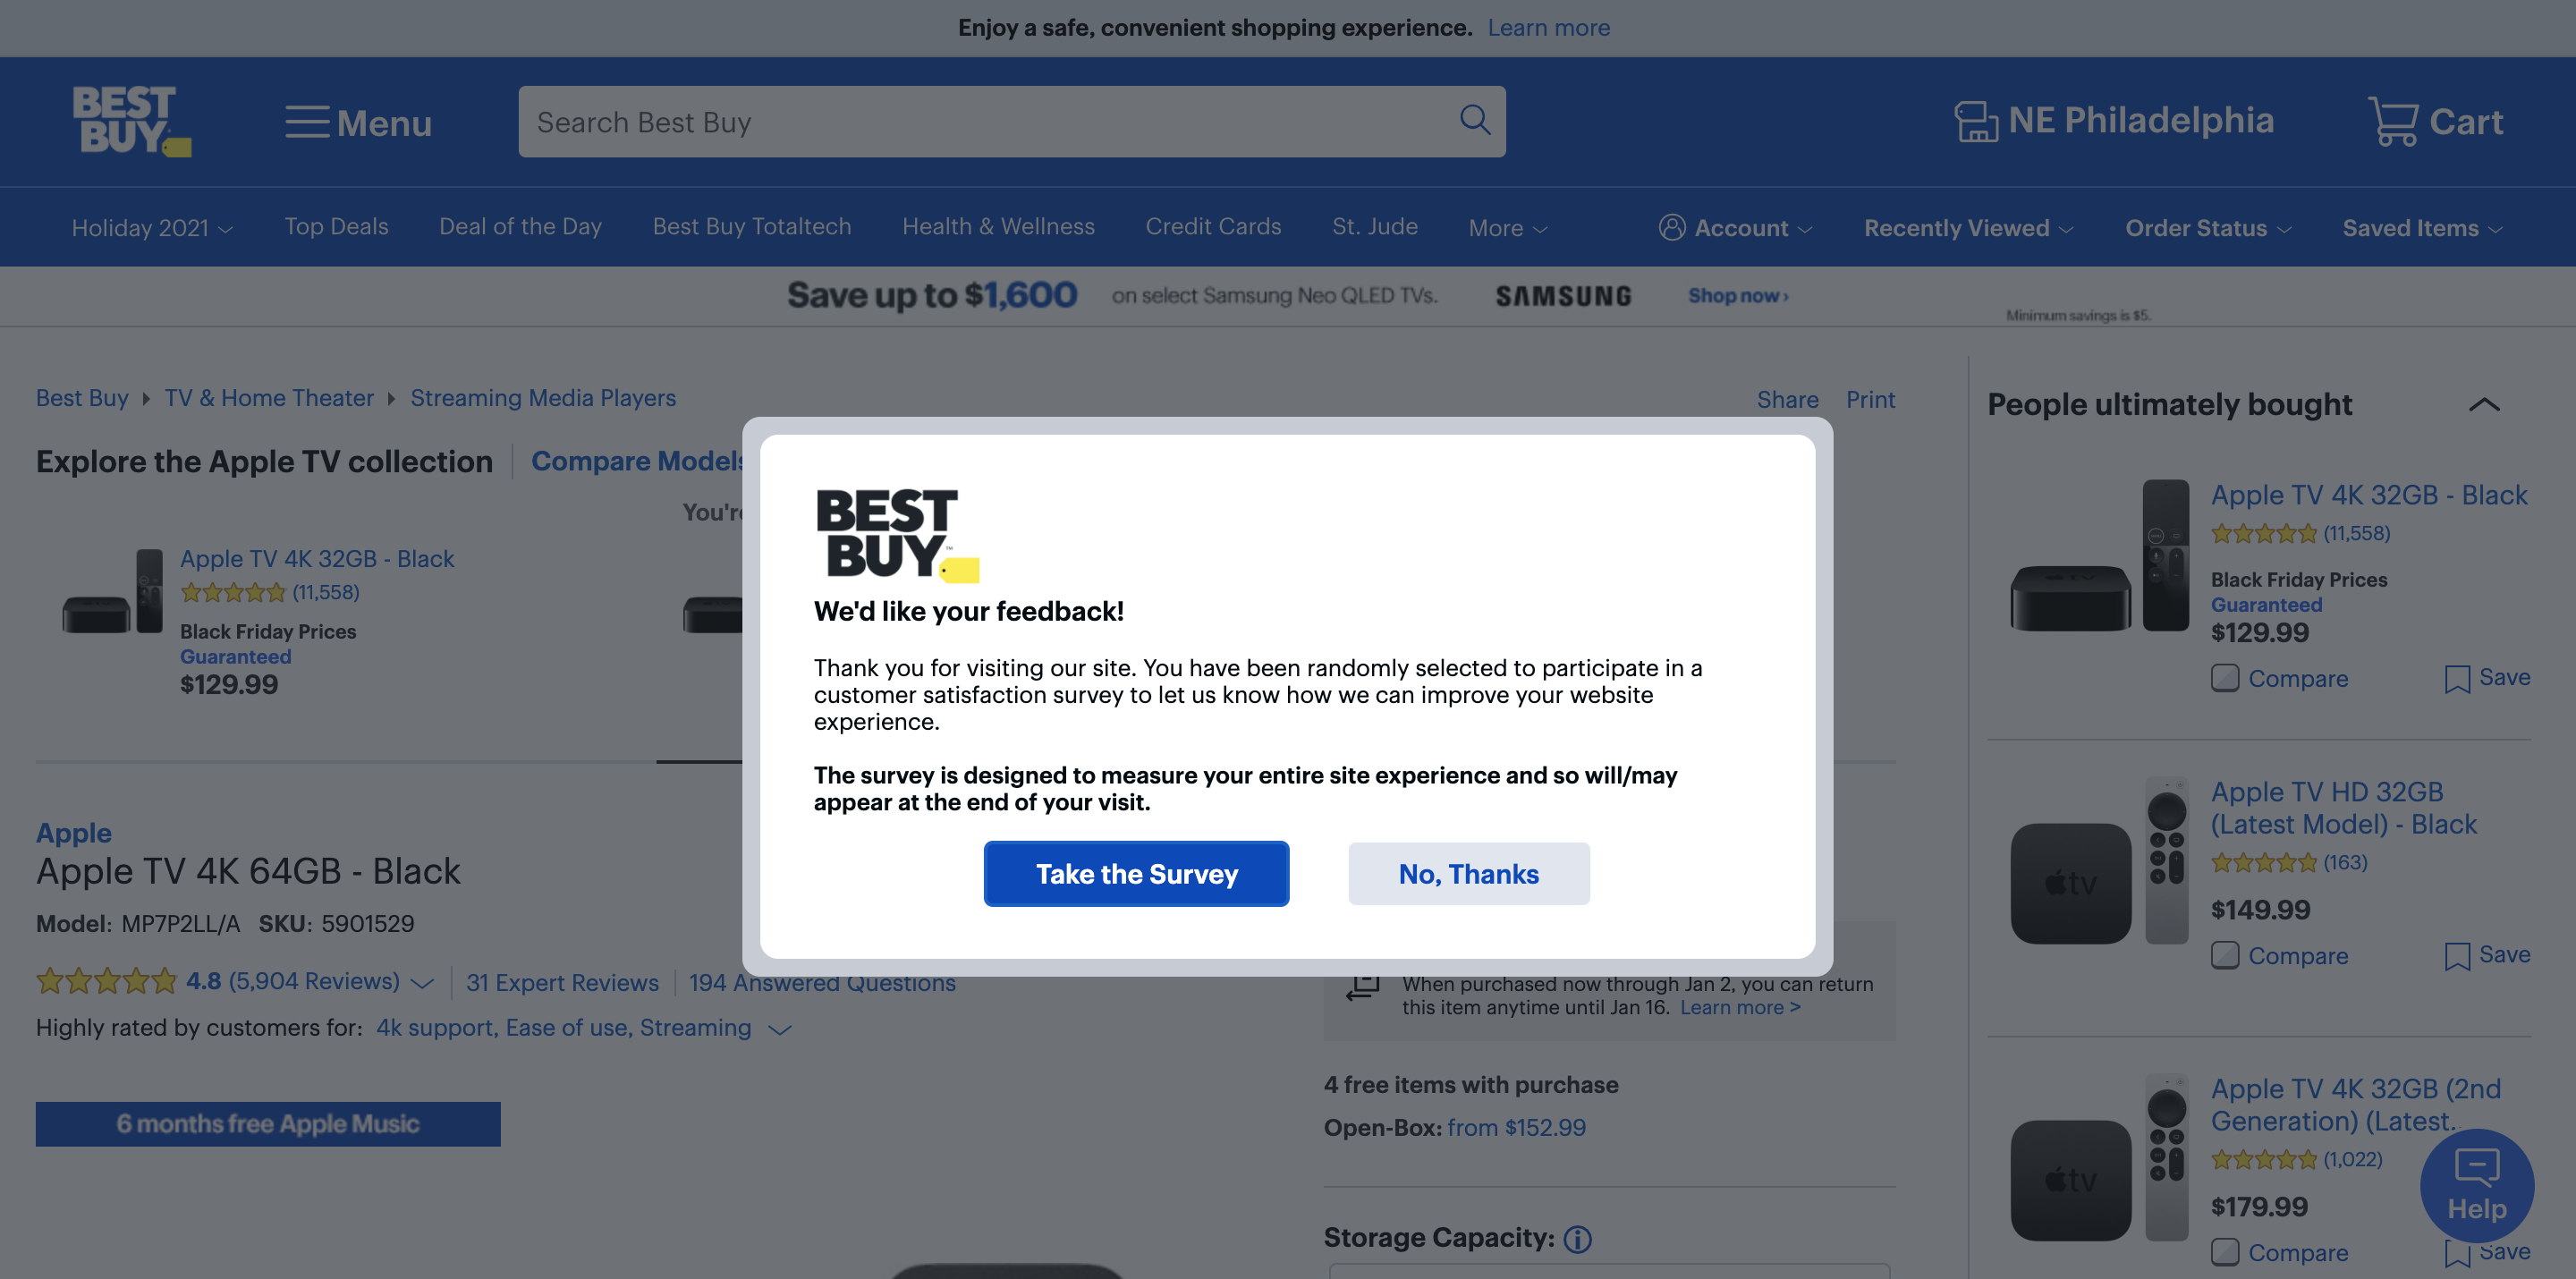 Enjoy a safe, convenient shopping experience. Learn more
BEST BUY
Menu
Search Best Buy
NE Philadelphia
Cart
Holiday 2021
Top Deals
Deal of the Day
Best Buy Totaltech
Health & Wellness
Credit Cards
St. Jude
More
Account
Recently Viewed
Order Status
Saved Items
Save up to $1,600 on select Samsung Neo QLED TVs. SAMSUNG Shop now ›
Minimum savings is $5.
Best Buy
TV & Home Theater
Streaming Media Players
Share
Print
Explore the Apple TV collection
Compare Models
You're
Apple TV 4K 32GB - Black
(11,558)
Black Friday Prices
Guaranteed
$129.99
Apple
Apple TV 4K 64GB - Black
Model: MP7P2LL/A SKU: 5901529
4.8 (5,904 Reviews)
31 Expert Reviews
194 Answered Questions
Highly rated by customers for: 4k support, Ease of use, Streaming
6 months free Apple Music
BEST
BUY™
We'd like your feedback!
Thank you for visiting our site. You have been randomly selected to participate in a
customer satisfaction survey to let us know how we can improve your website
experience.
The survey is designed to measure your entire site experience and so will/may
appear at the end of your visit.
Take the Survey
No, Thanks
When purchased now through Jan 2, you can return
this item anytime until Jan 16. Learn more >
4 free items with purchase
Open-Box: from $152.99
Storage Capacity:
People ultimately bought
Apple TV 4K 32GB - Black
(11,558)
Black Friday Prices
Guaranteed
$129.99
Compare
Save
tv
Apple TV HD 32GB
(Latest Model) - Black
(163)
$149.99
Compare
Save
tv
Apple TV 4K 32GB (2nd
Generation) (Latest...
(1,022)
$179.99
Compare
Save
Help